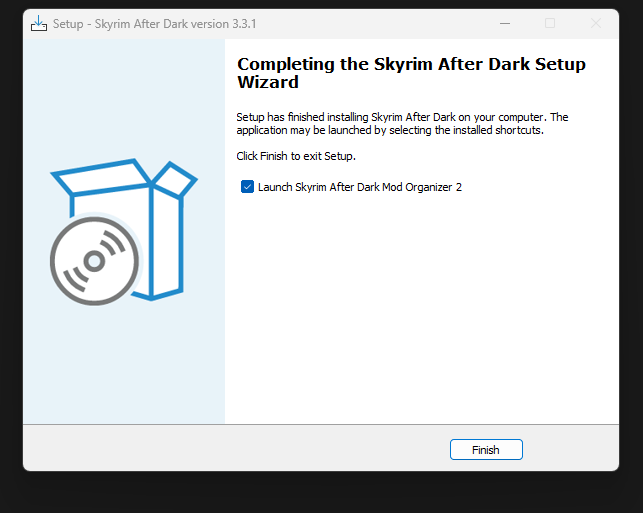 Setup - Skyrim After Dark version 3.3.1
Completing the Skyrim After Dark Setup
Wizard
Setup has finished installing Skyrim After Dark on your computer. The
application may be launched by selecting the installed shortcuts.
Click Finish to exit Setup.
Launch Skyrim After Dark Mod Organizer 2
Finish